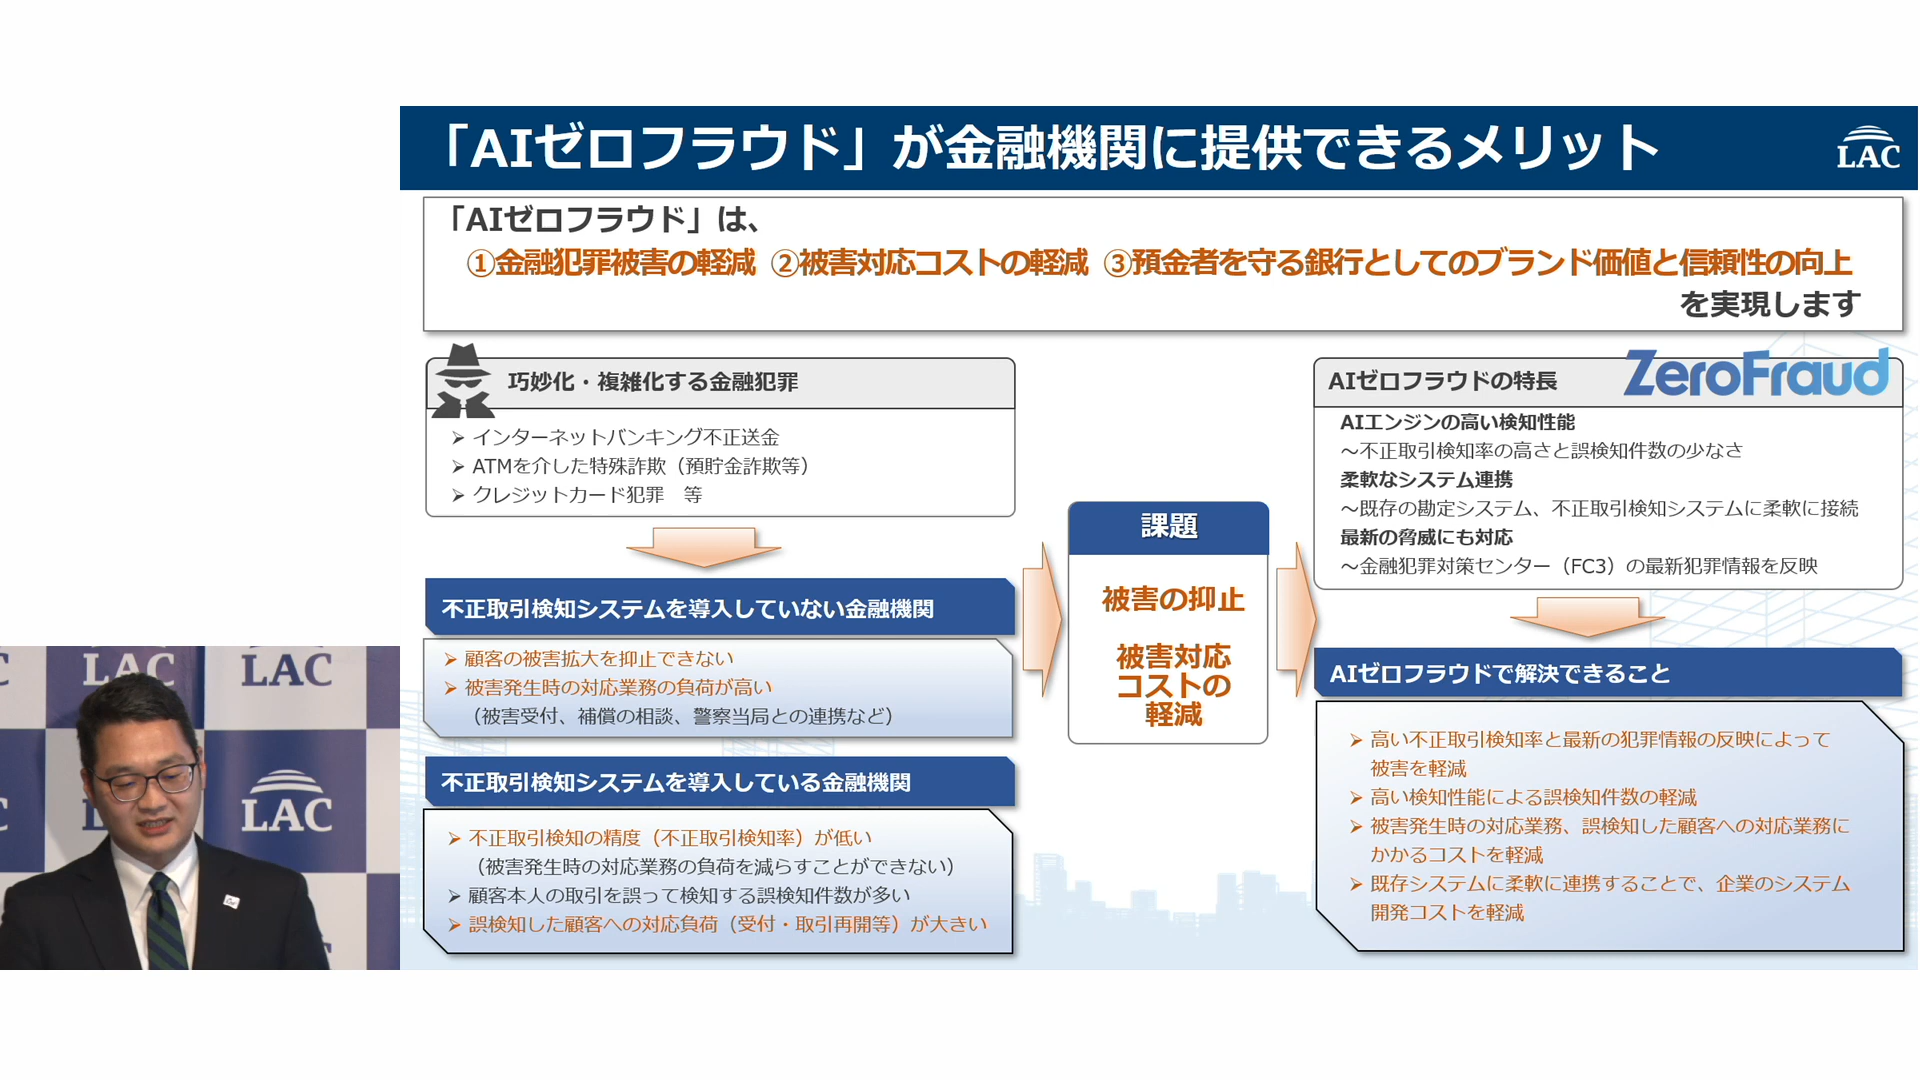 「AIゼロフラウド」が金融機関に提供できるメリット
LAC
「AIゼロフラウド」は、
①金融犯罪被害の軽減 ②被害対応コストの軽減 ③預金者を守る銀行としてのブランド価値と信頼性の向上
を実現します
巧妙化・複雑化する金融犯罪
➢ インターネットバンキング不正送金
➢ ATMを介した特殊詐欺（預貯金詐欺等）
➢ クレジットカード犯罪　等
不正取引検知システムを導入していない金融機関
➢ 顧客の被害拡大を抑止できない
➢ 被害発生時の対応業務の負荷が高い
（被害受付、補償の相談、警察当局との連携など）
不正取引検知システムを導入している金融機関
➢ 不正取引検知の精度（不正取引検知率）が低い
（被害発生時の対応業務の負荷を減らすことができない）
➢ 顧客本人の取引を誤って検知する誤検知件数が多い
➢ 誤検知した顧客への対応負荷（受付・取引再開等）が大きい
課題
被害の抑止
被害対応
コストの
軽減
AIゼロフラウドの特長
ZeroFraud
AIエンジンの高い検知性能
～不正取引検知率の高さと誤検知件数の少なさ
柔軟なシステム連携
～既存の勘定システム、不正取引検知システムに柔軟に接続
最新の脅威にも対応
～金融犯罪対策センター（FC3）の最新犯罪情報を反映
AIゼロフラウドで解決できること
➢ 高い不正取引検知率と最新の犯罪情報の反映によって
被害を軽減
➢ 高い検知性能による誤検知件数の軽減
➢ 被害発生時の対応業務、誤検知した顧客への対応業務に
かかるコストを軽減
➢ 既存システムに柔軟に連携することで、企業のシステム
開発コストを軽減
LAC
LAC
LAC